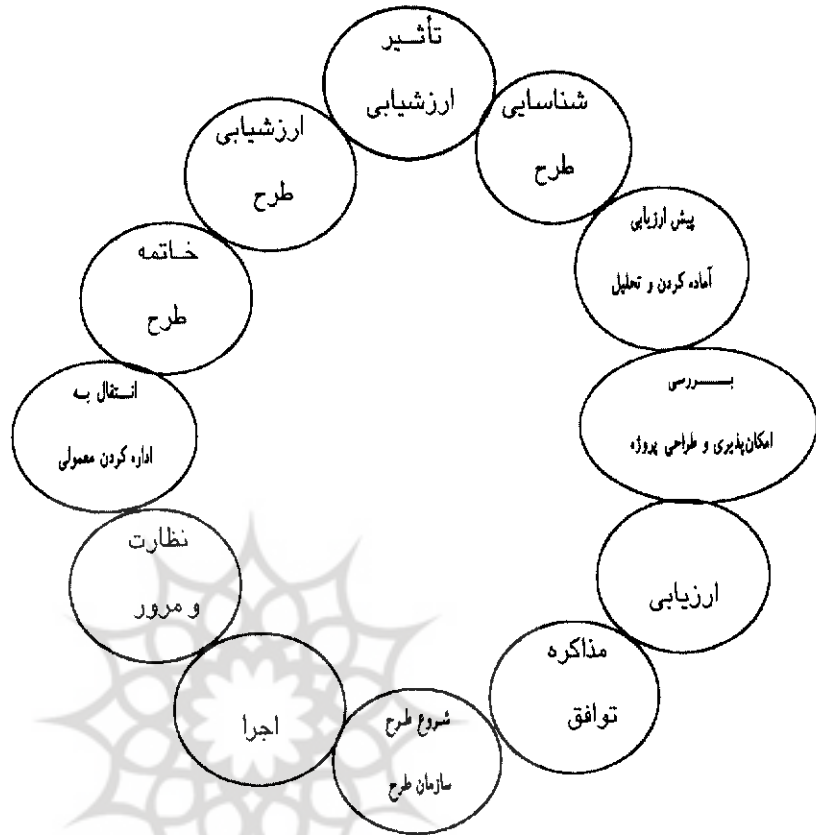 تأثیر
ارزشیابی
شناسایی
طرح
پیش ارزیابی
آماده کردن و تحلیل
بررسی
امکان‌پذیری و طراحی پروژه
ارزیابی
مذاکره
توافق
شروع طرح
سازمان طرح
اجرا
نظارت
و مرور
انتقال به
اداره کردن معمولی
خاتمه
طرح
ارزشیابی
طرح